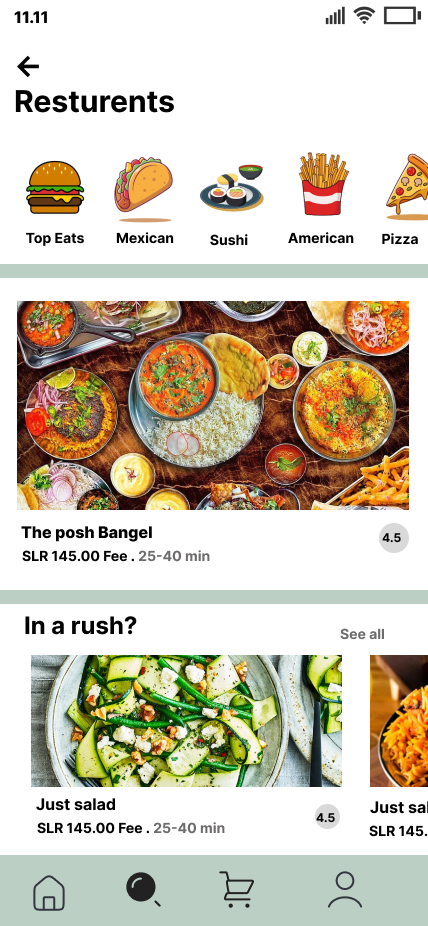 11.11
Resturents
Top Eats
Mexican
Sushi
American
Pizza
The posh Bangel
4.5
SLR 145.00 Fee . 25-40 min
In a rush?
See all
Just salad
4.5
SLR 145.00 Fee . 25-40 min
Just sal
SLR 145.